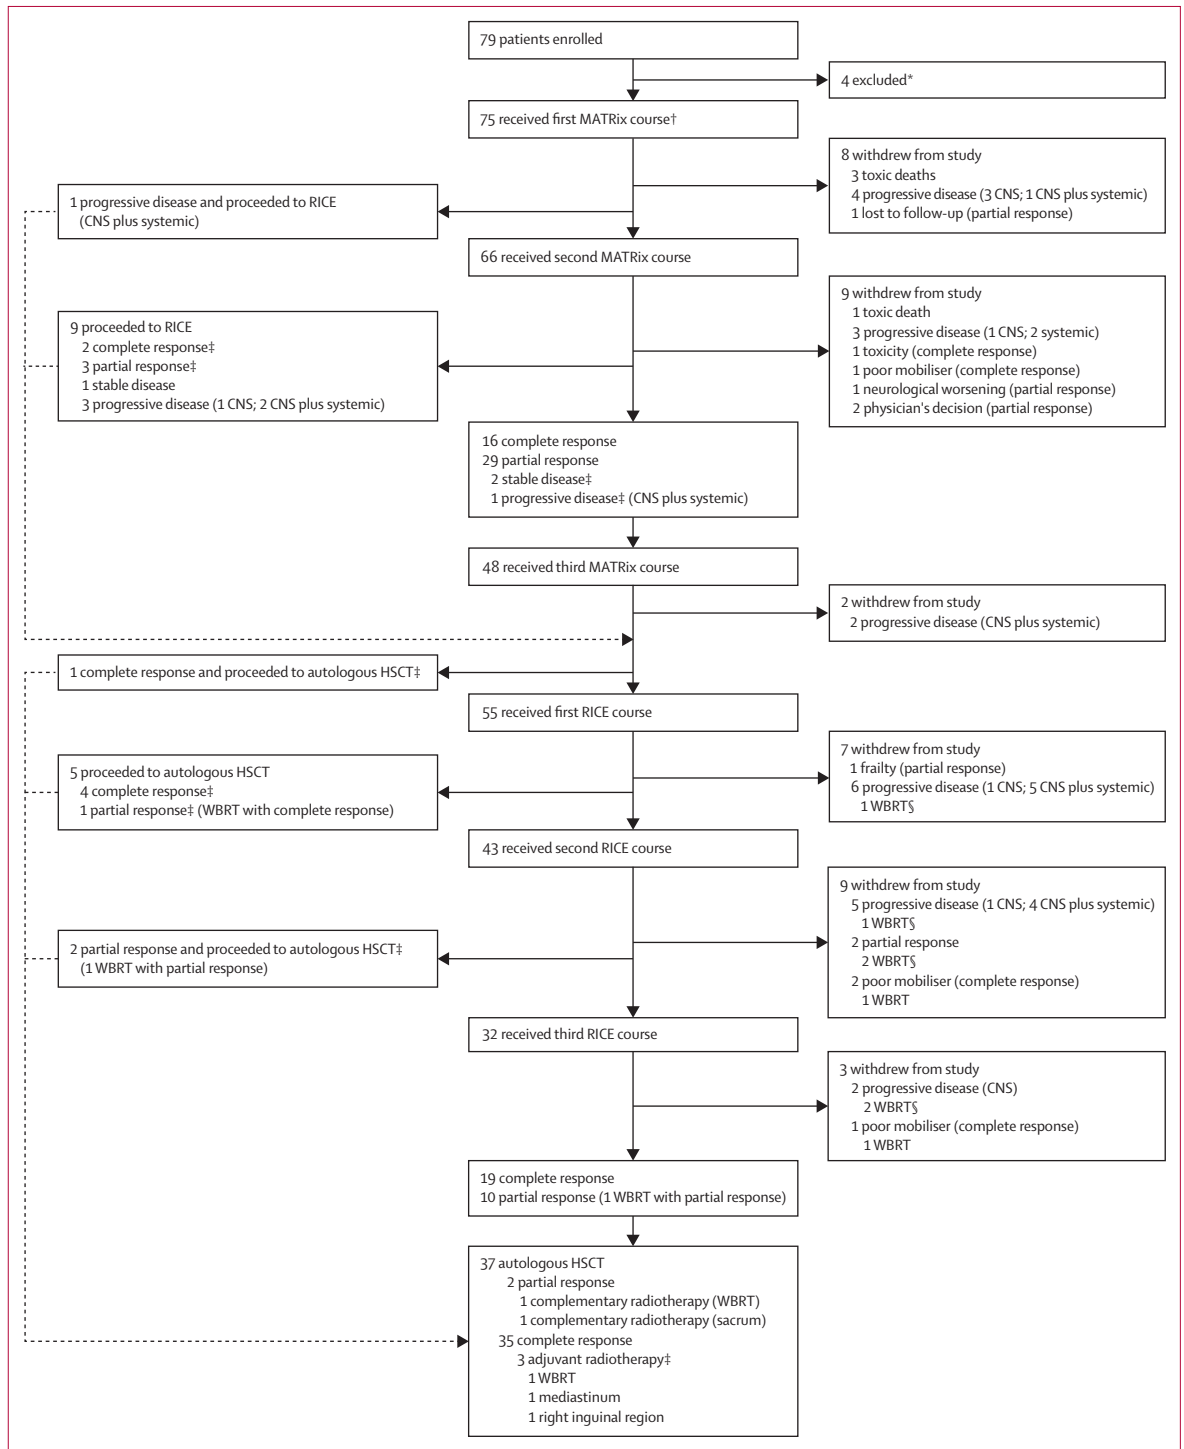 79 patients enrolled
4 excluded*
75 received first MATRix course†
8 withdrew from study
3 toxic deaths
4 progressive disease (3 CNS; 1 CNS plus systemic)
1 lost to follow-up (partial response)
1 progressive disease and proceeded to RICE
(CNS plus systemic)
66 received second MATRix course
9 withdrew from study
1 toxic death
3 progressive disease (1 CNS; 2 systemic)
1 toxicity (complete response)
1 poor mobiliser (complete response)
1 neurological worsening (partial response)
2 physician's decision (partial response)
9 proceeded to RICE
2 complete response‡
3 partial response‡
1 stable disease
3 progressive disease (1 CNS; 2 CNS plus systemic)
16 complete response
29 partial response
2 stable disease‡
1 progressive disease‡ (CNS plus systemic)
48 received third MATRix course
2 withdrew from study
2 progressive disease (CNS plus systemic)
1 complete response and proceeded to autologous HSCT‡
55 received first RICE course
7 withdrew from study
1 frailty (partial response)
6 progressive disease (1 CNS; 5 CNS plus systemic)
1 WBRT§
5 proceeded to autologous HSCT
4 complete response‡
1 partial response‡ (WBRT with complete response)
43 received second RICE course
9 withdrew from study
5 progressive disease (1 CNS; 4 CNS plus systemic)
1 WBRT§
2 partial response
2 WBRT§
2 poor mobiliser (complete response)
1 WBRT
2 partial response and proceeded to autologous HSCT‡
(1 WBRT with partial response)
32 received third RICE course
3 withdrew from study
2 progressive disease (CNS)
2 WBRT§
1 poor mobiliser (complete response)
1 WBRT
19 complete response
10 partial response (1 WBRT with partial response)
37 autologous HSCT
2 partial response
1 complementary radiotherapy (WBRT)
1 complementary radiotherapy (sacrum)
35 complete response
3 adjuvant radiotherapy‡
1 WBRT
1 mediastinum
1 right inguinal region